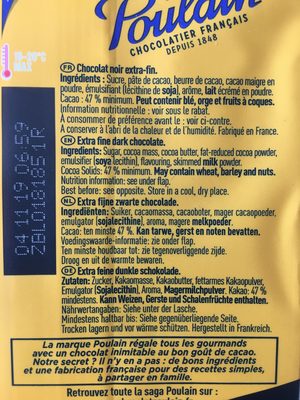 Poulain
CHOCOLATIER FRANÇAIS
DEPUIS 1848
MAX
04 11 19 06:59
ZBL018185.1R
FR Chocolat noir extra-fin.
Ingrédients : Sucre, pâte de cacao, beurre de cacao, cacao maigre en
poudre, émulsifiant (lécithine de soja), arôme, lait écrémé en poudre.
Cacao : 47 % minimum. Peut contenir blé, orge et fruits à coques.
Information nutritionnelle : voir sous le rabat.
A consommer de préférence avant le : voir ci-contre.
A conserver à l'abri de la chaleur et de l'humidité. Fabriqué en France.
EN Extra fine dark chocolate.
Ingredients: Sugar, cocoa mass, cocoa butter, fat-reduced cocoa powder,
emulsifier (soya lecithin), flavouring, skimmed milk powder.
Cocoa Solids: 47 % minimum. May contain wheat, barley and nuts.
Nutrition information: see under flap.
Best before: see opposite. Store in a cool, dry place.
NL Extra fijne zwarte chocolade.
Ingrediënten: Suiker, cacaomassa, cacaoboter, mager cacaopoeder,
emulgator (sojalecithine), aroma, magere melkpoeder.
Cacao: ten minste 47 %. Kan tarwe, gerst en noten bevatten.
Voedingswaarde-informatie: zie onder flap.
Ten minste houdbaar tot: zie tegenoverliggende zijde.
Droog en uit de warmte bewaren.
DE Extra feine dunkle schokolade.
Zutaten: Zucker, Kakaomasse, Kakaobutter, fettarmes Kakaopulver,
Emulgator (Sojalecithin), Aroma, Magermilchpulver. Kakao: 47 %
mindestens. Kann Weizen, Gerste und Schalenfrüchte enthalten.
Nährwertangaben: Siehe unter der Lasche.
Mindestens haltbar bis: Siehe gegenüberliegende Seite.
Trocken lagern und vor wärme schützen. Hergestellt in Frankreich.
La marque Poulain régale tous les gourmands
avec un chocolat inimitable au bon goût de cacao.
Notre secret ? Il n'y en a pas : de bons ingrédients
et une fabrication française pour des recettes simples,
à partager en famille.
Retrouvez toute la saga Poulain sur :